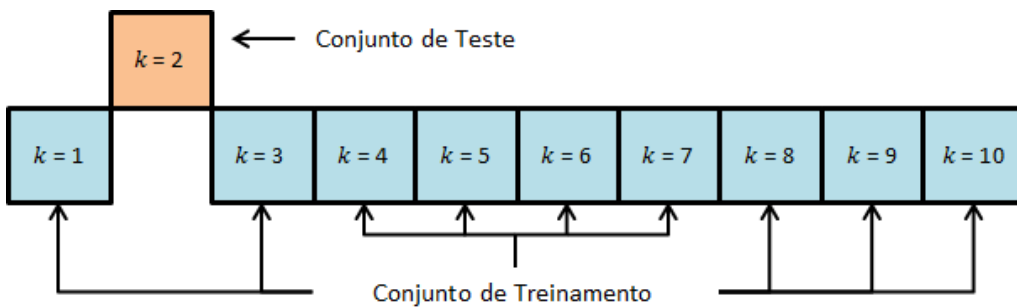 Conjunto de Teste
k = 2
k = 1
k = 3
k = 4
k = 5
k = 6
k = 7
k = 8
k = 9
k = 10
Conjunto de Treinamento